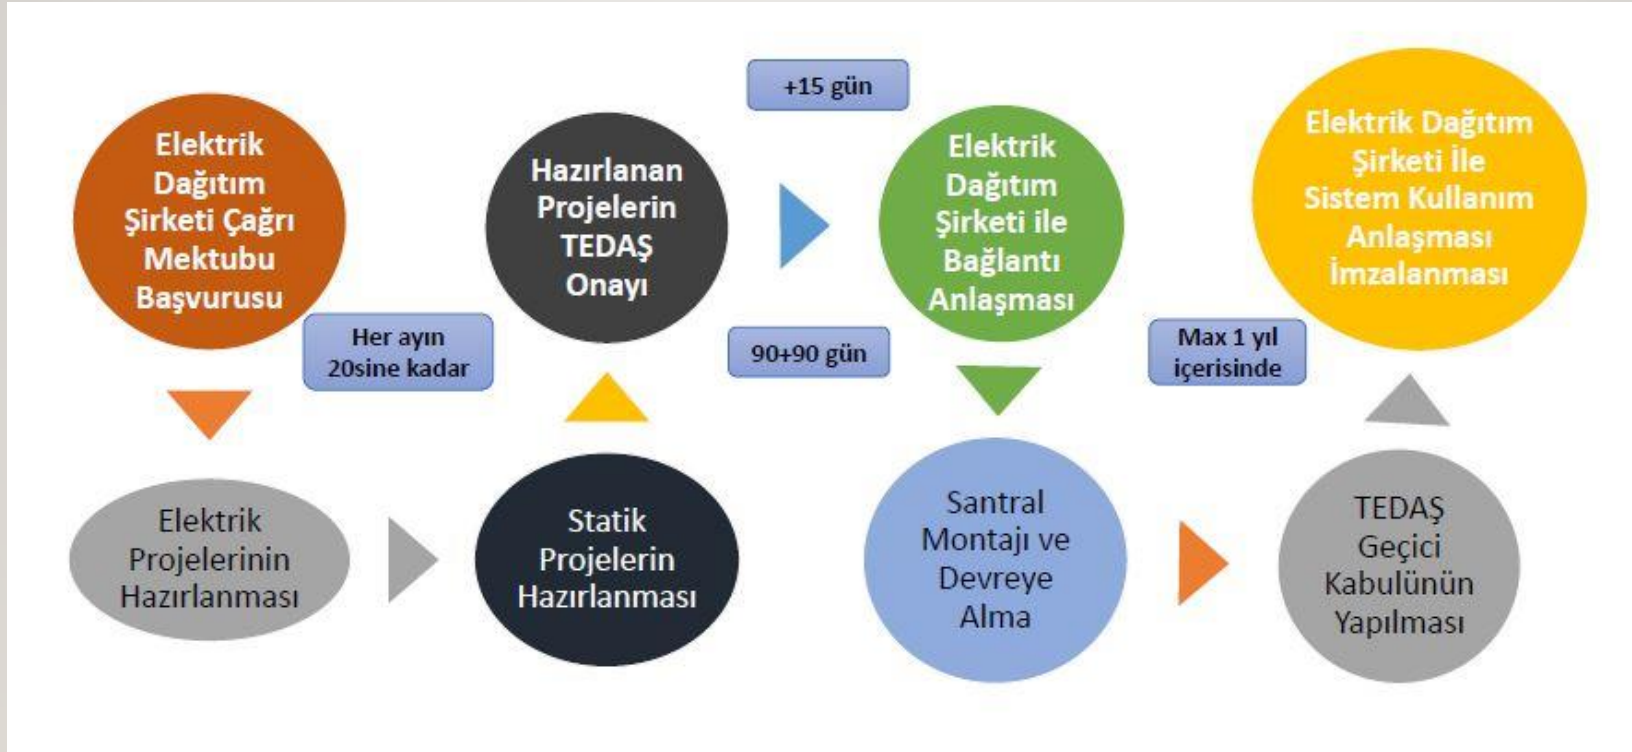 Elektrik
Dağıtım
Şirketi Çağrı
Mektubu
Başvurusu
Her ayın
20sine kadar
Elektrik
Projelerinin
Hazırlanması
Statik
Projelerin
Hazırlanması
Hazırlanan
Projelerin
TEDAŞ
Onayı
+15 gün
90+90 gün
Elektrik
Dağıtım
Şirketi ile
Bağlantı
Anlaşması
Santral
Montajı ve
Devreye
Alma
Max 1 yıl
içerisinde
TEDAŞ
Geçici
Kabulünün
Yapılması
Elektrik Dağıtım
Şirketi İle
Sistem Kullanım
Anlaşması
İmzalanması